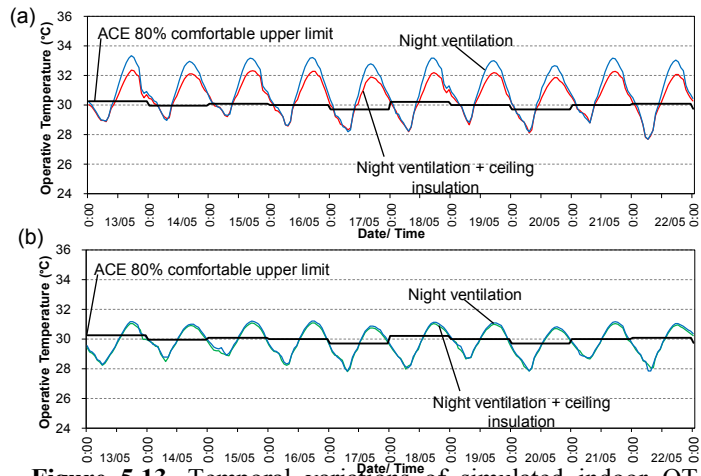 (a)
36
34
32
30
28
26
24
Operative Temperature (°C)
ACE 80% comfortable upper limit
Night ventilation
Night ventilation + ceiling
insulation
0:00 0:00 0:00 0:00 0:00 0:00 0:00 0:00 0:00 0:00 0:00
13/05 14/05 15/05 16/05 17/05 18/05 19/05 20/05 21/05 22/05
Date/ Time
(b)
36
34
32
30
28
26
24
Operative Temperature (°C)
ACE 80% comfortable upper limit
Night ventilation
Night ventilation + ceiling
insulation
0:00 0:00 0:00 0:00 0:00 0:00 0:00 0:00 0:00 0:00 0:00
13/05 14/05 15/05 16/05 17/05 18/05 19/05 20/05 21/05 22/05
Date/ Time
Figure 5.13 Temporal variations of simulated indoor OT